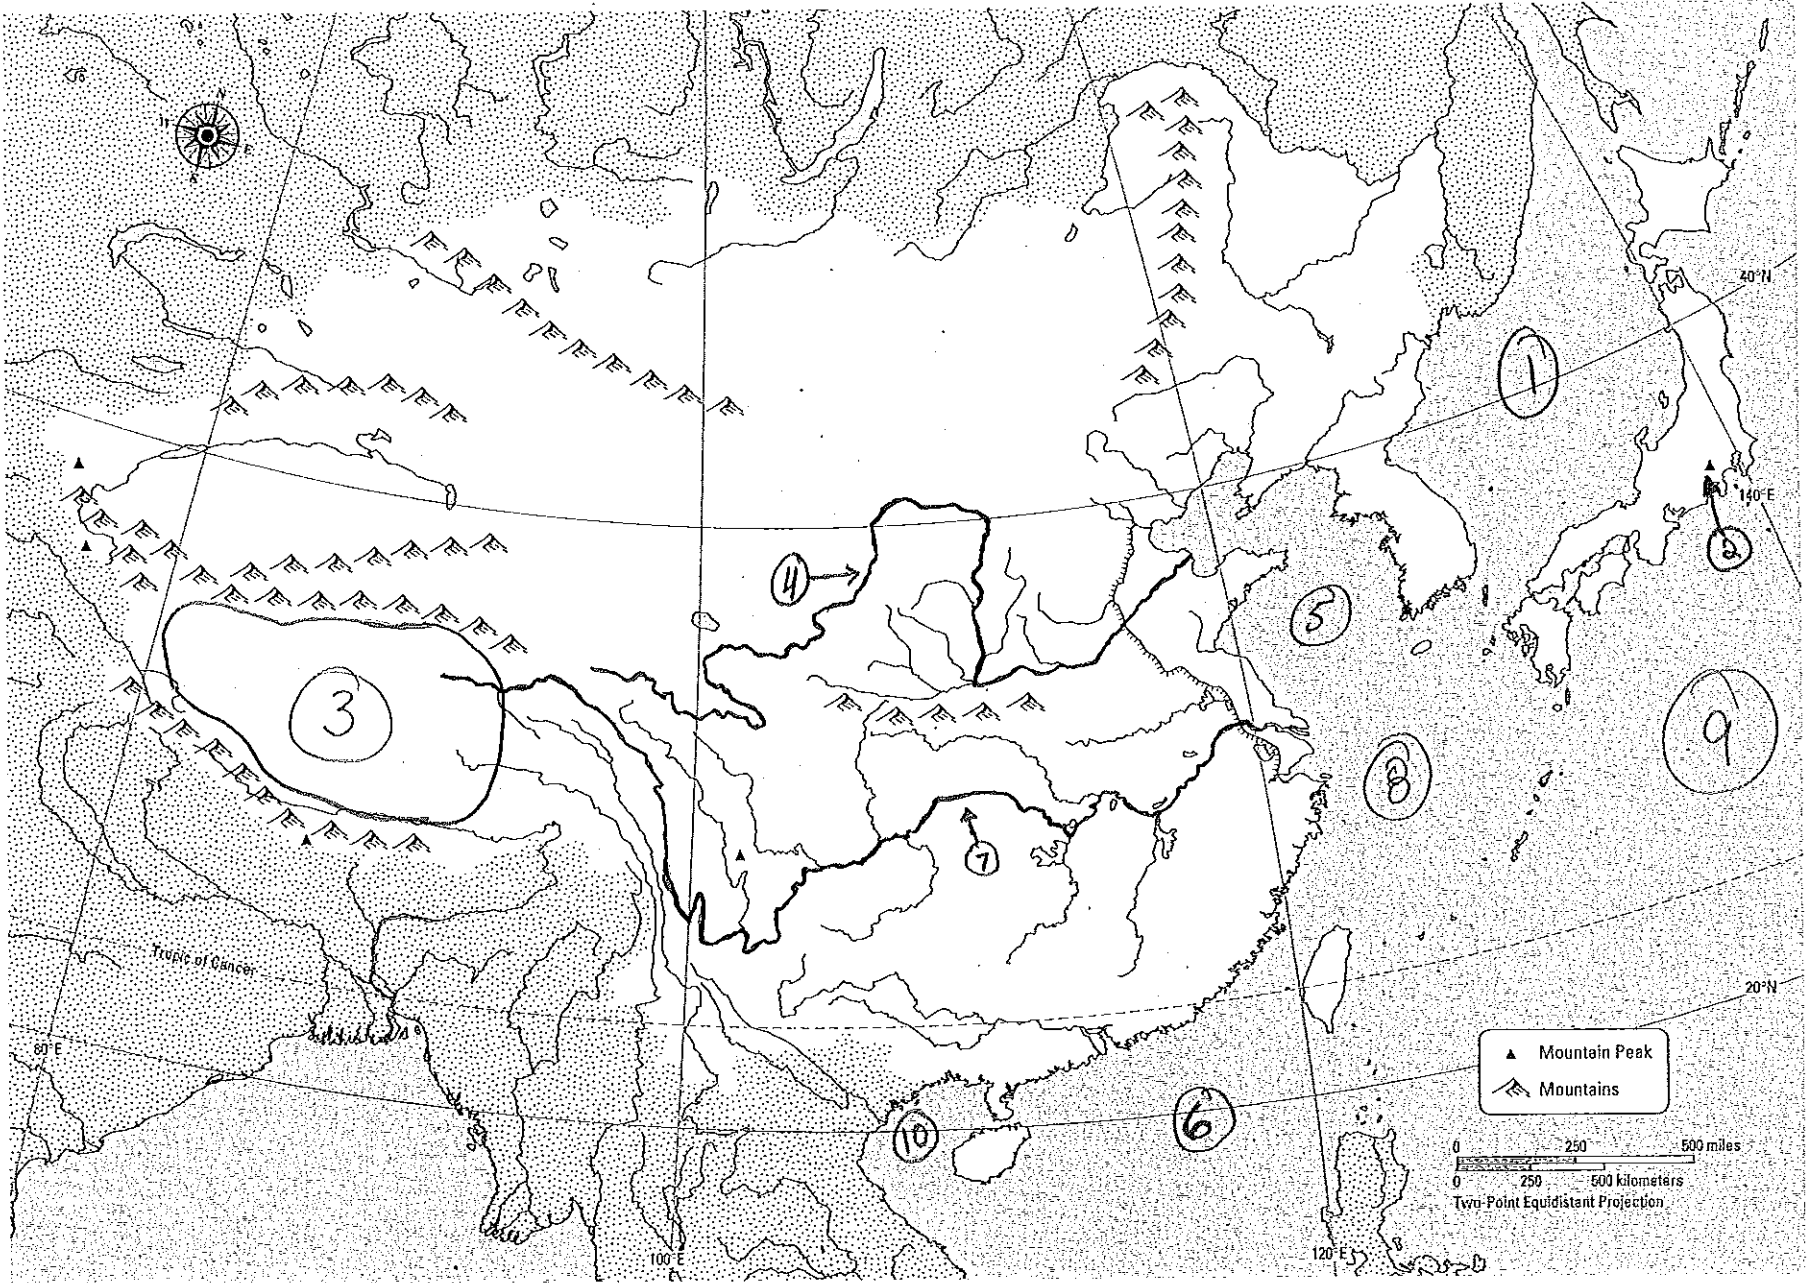 N
E
1
40°N
140°E
2
4
5
3
9
8
7
Tropic of Cancer
20°N
80°E
Mountain Peak
Mountains
6
10
0 250 500 miles
0 250 500 kilometers
Two-Point Equidistant Projection
100°E
120°E